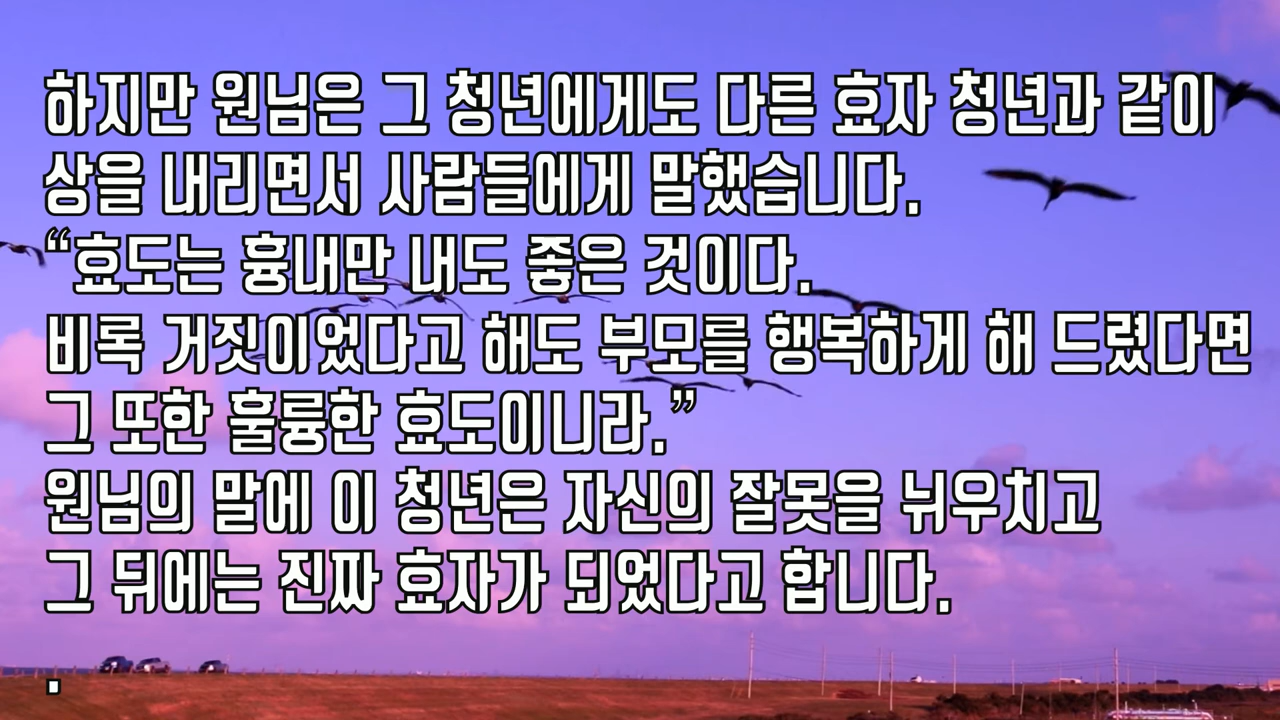 하지만 원님은 그 청년에게도 다른 효자 청년과 같이
상을 내리면서 사람들에게 말했습니다.
“효도는 흉내만 내도 좋은 것이다.
비록 거짓이었다고 해도 부모를 행복하게 해 드렸다면
그 또한 훌륭한 효도이니라.”
원님의 말에 이 청년은 자신의 잘못을 뉘우치고
그 뒤에는 진짜 효자가 되었다고 합니다.
.